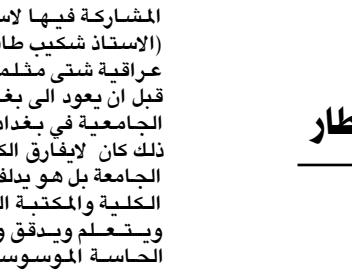 المشاركة فيها لاس
(الاستاذ شكيب طا
عراقية شتى مثلم
قبل ان يعود الى بغ
الجامعية في بغدا
ذلك كان لايفارق الك
الجامعة بل هو يدلف
الكلية والمكتبة ال
ويتعلم ويدقق و
الحاسة الموسوس
طار